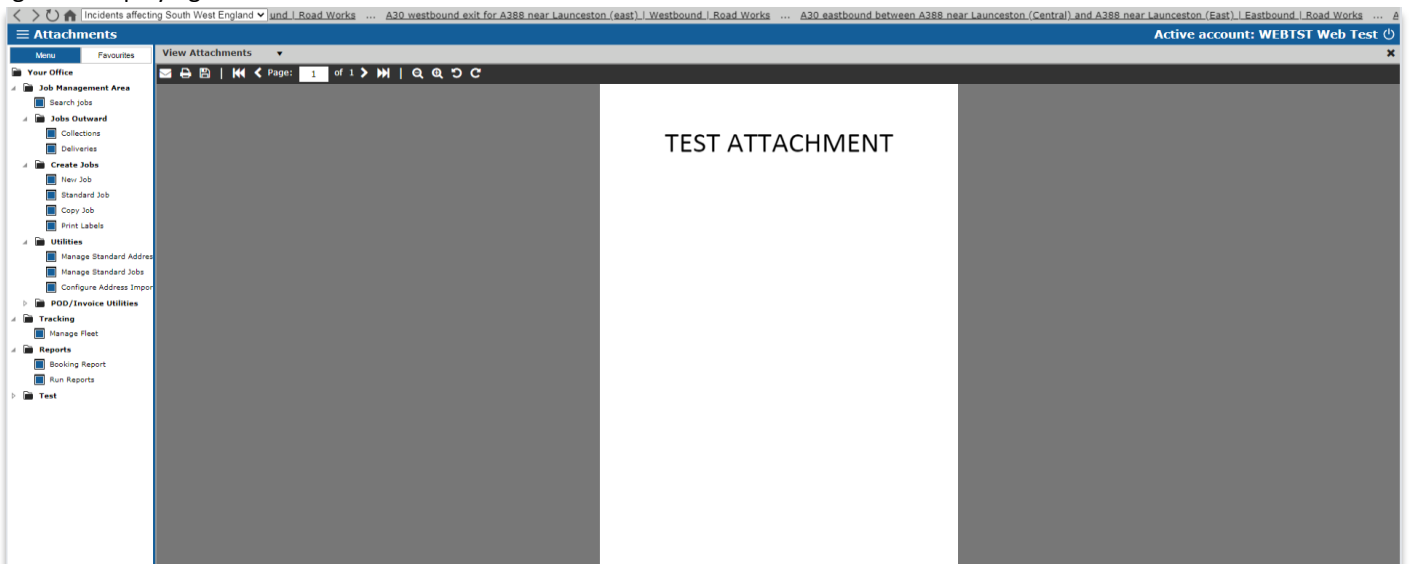 Incidents affecting South West England und | Road Works ... A30 westbound exit for A388 near Launceston (east) | Westbound | Road Works ... A30 eastbound between A388 near Launceston (Central) and A388 near Launceston (East) | Eastbound | Road Works ... A
Attachments Active account: WEBTST Web Test
Menu Favourites View Attachments
Your Office
Page: 1 of 1
Job Management Area
Search jobs
Jobs Outward
Collections
Deliveries
Create Jobs
New Job
Standard Job
Copy Job
Print Labels
Utilities
Manage Standard Addres
Manage Standard Jobs
Configure Address Impor
POD/Invoice Utilities
Tracking
Manage Fleet
Reports
Booking Report
Run Reports
Test
TEST ATTACHMENT